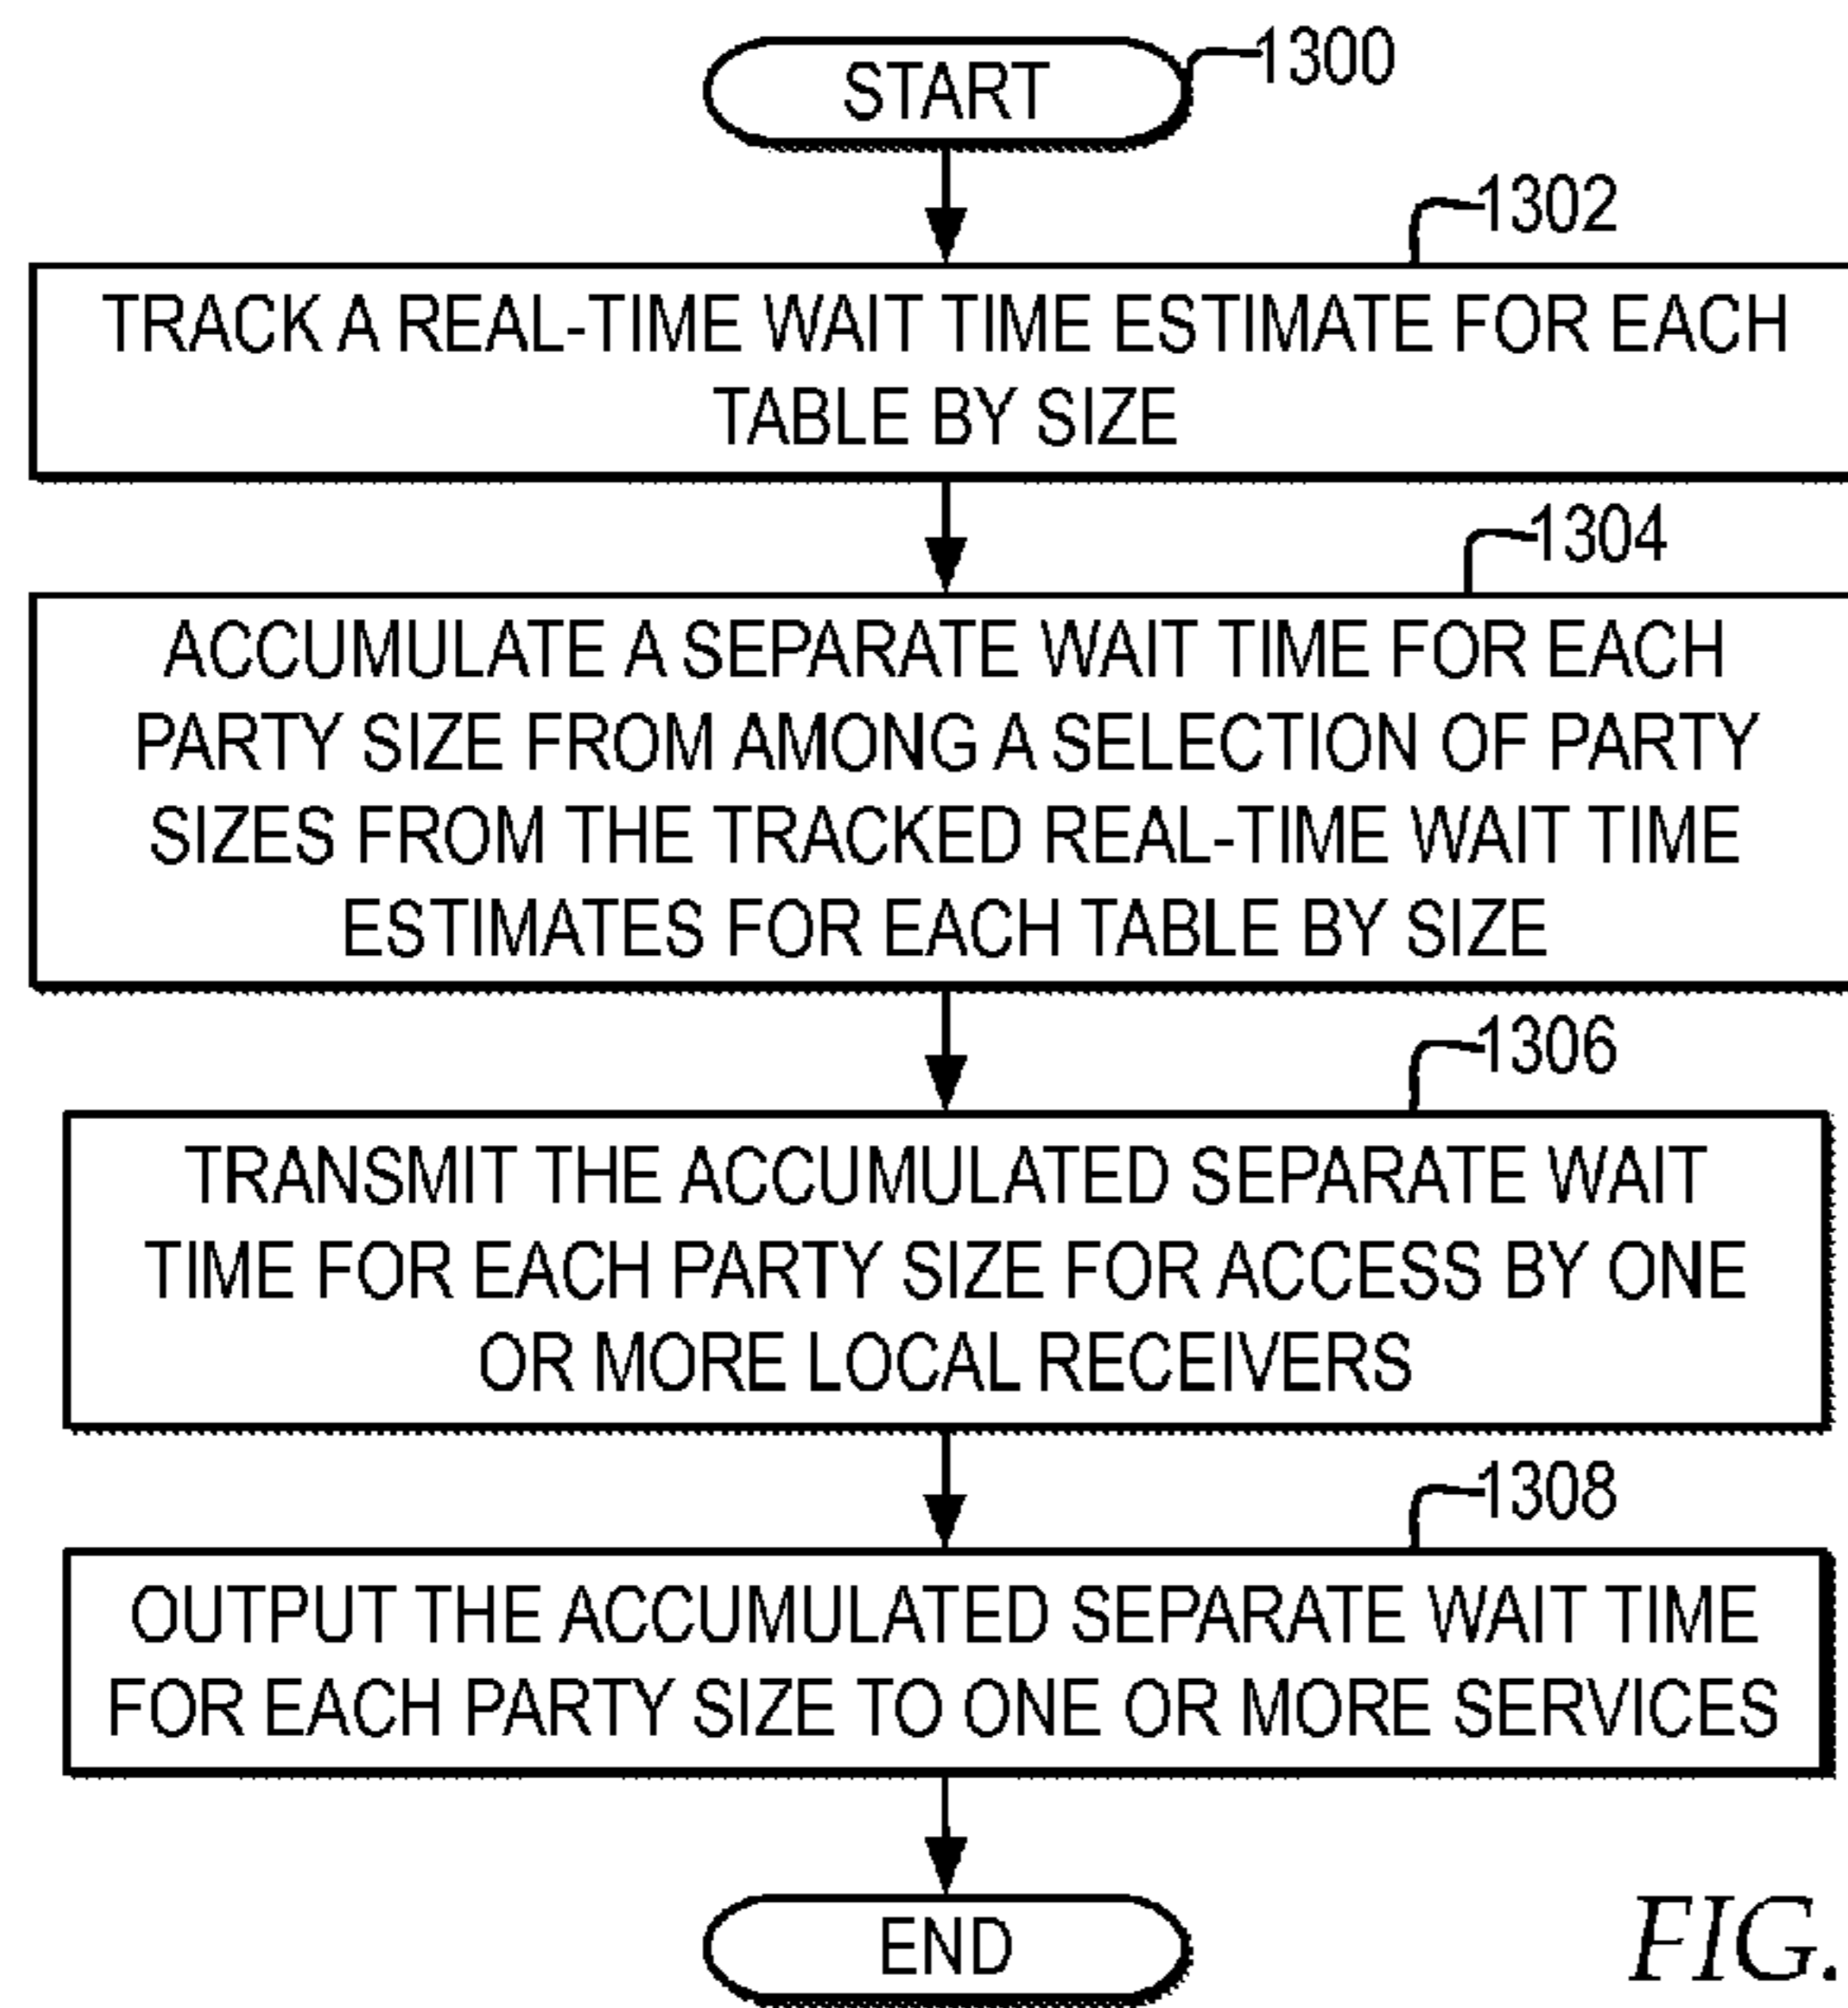 START
1300
1302
TRACK A REAL-TIME WAIT TIME ESTIMATE FOR EACH
TABLE BY SIZE
1304
ACCUMULATE A SEPARATE WAIT TIME FOR EACH
PARTY SIZE FROM AMONG A SELECTION OF PARTY
SIZES FROM THE TRACKED REAL-TIME WAIT TIME
ESTIMATES FOR EACH TABLE BY SIZE
1306
TRANSMIT THE ACCUMULATED SEPARATE WAIT
TIME FOR EACH PARTY SIZE FOR ACCESS BY ONE
OR MORE LOCAL RECEIVERS
1308
OUTPUT THE ACCUMULATED SEPARATE WAIT TIME
FOR EACH PARTY SIZE TO ONE OR MORE SERVICES
END
FIG.